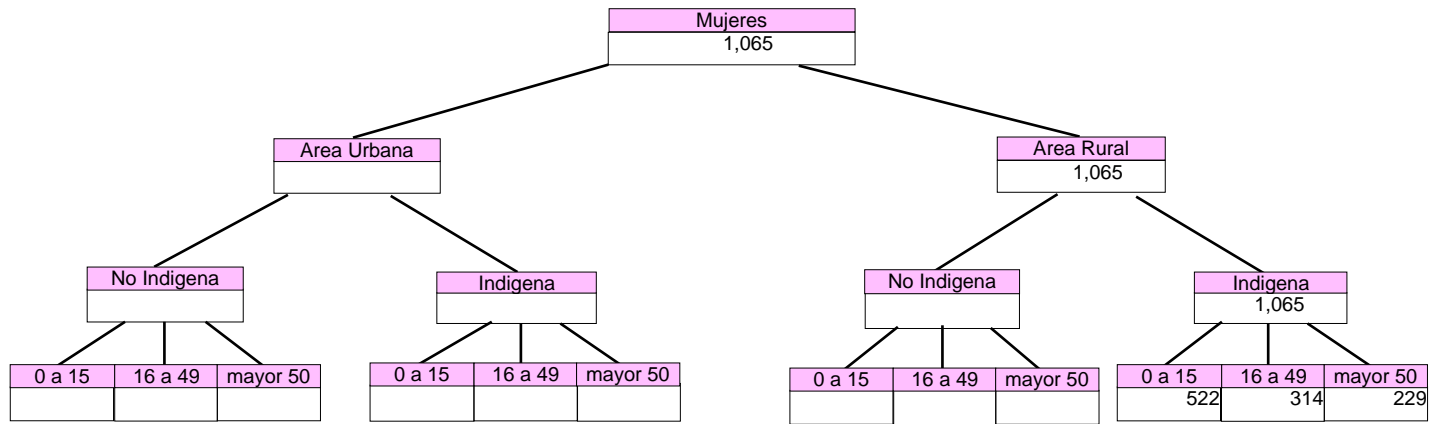 Mujeres
1,065
Area Urbana
Area Rural
1,065
No Indigena
Indigena
No Indigena
Indigena
1,065
0 a 15 16 a 49 mayor 50
0 a 15 16 a 49 mayor 50
0 a 15 16 a 49 mayor 50
0 a 15 16 a 49 mayor 50
522 314 229